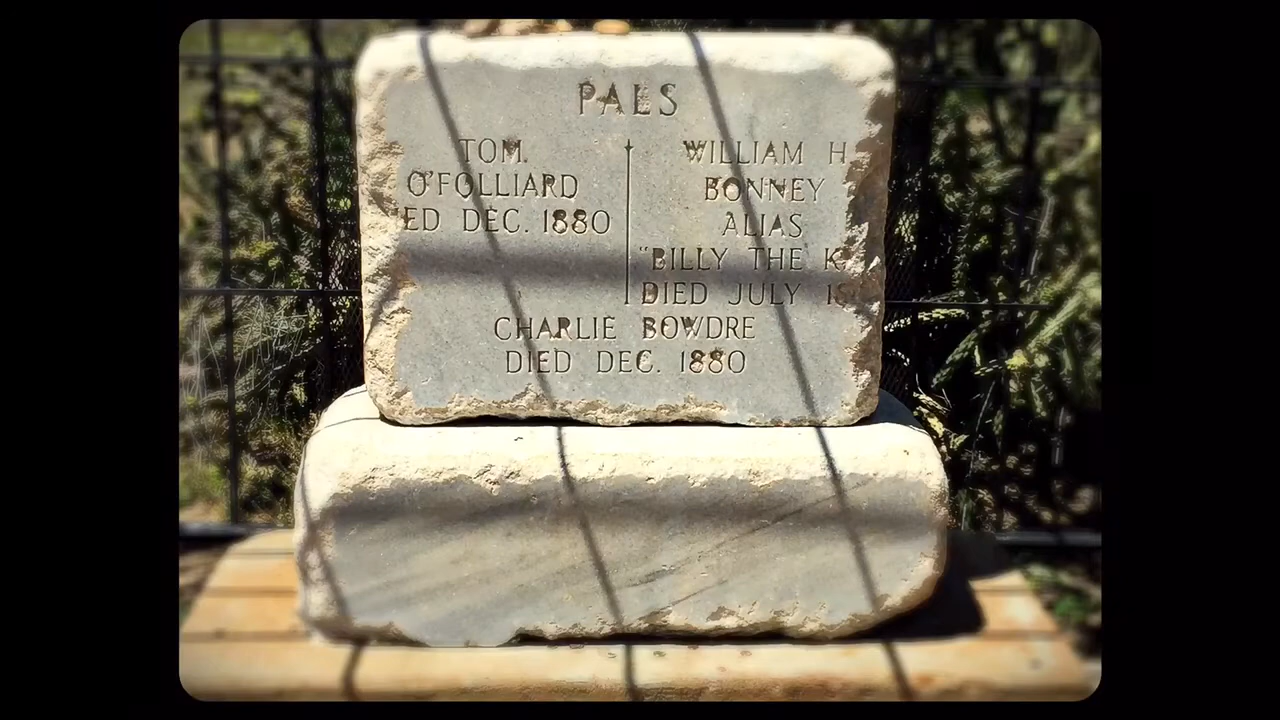 PALS
TOM.
O'FOLLIARD
ED DEC. 1880
WILLIAM H.
BONNEY
ALIAS
"BILLY THE K
DIED JULY 18
CHARLIE BOWDRE
DIED DEC. 1880